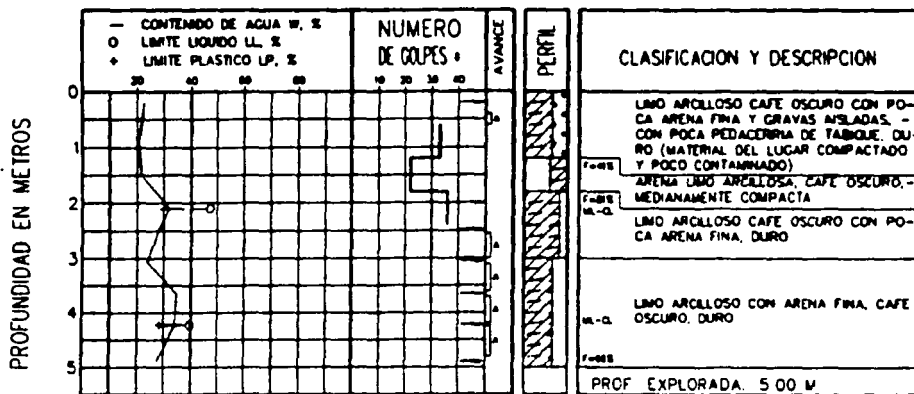 — CONTENIDO DE AGUA W, %
o LIMITE LIQUIDO LL, %
+ LIMITE PLASTICO LP, %
20 40 60 80
NUMERO
DE GOLPES
10 20 30 40
AVANCE
PERFIL
CLASIFICACION Y DESCRIPCION
PROFUNDIDAD EN METROS
0
1
2
3
4
5
LIMO ARCILLOSO CAFE OSCURO CON PO-
CA ARENA FINA Y GRAVAS AISLADAS, -
CON POCA PEDACERRIA DE TABIQUE, DU-
RO (MATERIAL DEL LUGAR COMPACTADO
Y POCO CONTAMINADO)
ARENA LIMO ARCILLOSA, CAFE OSCURO, -
MEDIANAMENTE COMPACTA
ML-CL
LIMO ARCILLOSO CAFE OSCURO CON PO-
CA ARENA FINA, DURO
ML-CL
LIMO ARCILLOSO CON ARENA FINA, CAFE
OSCURO, DURO
PROF EXPLORADA. 5 00 M